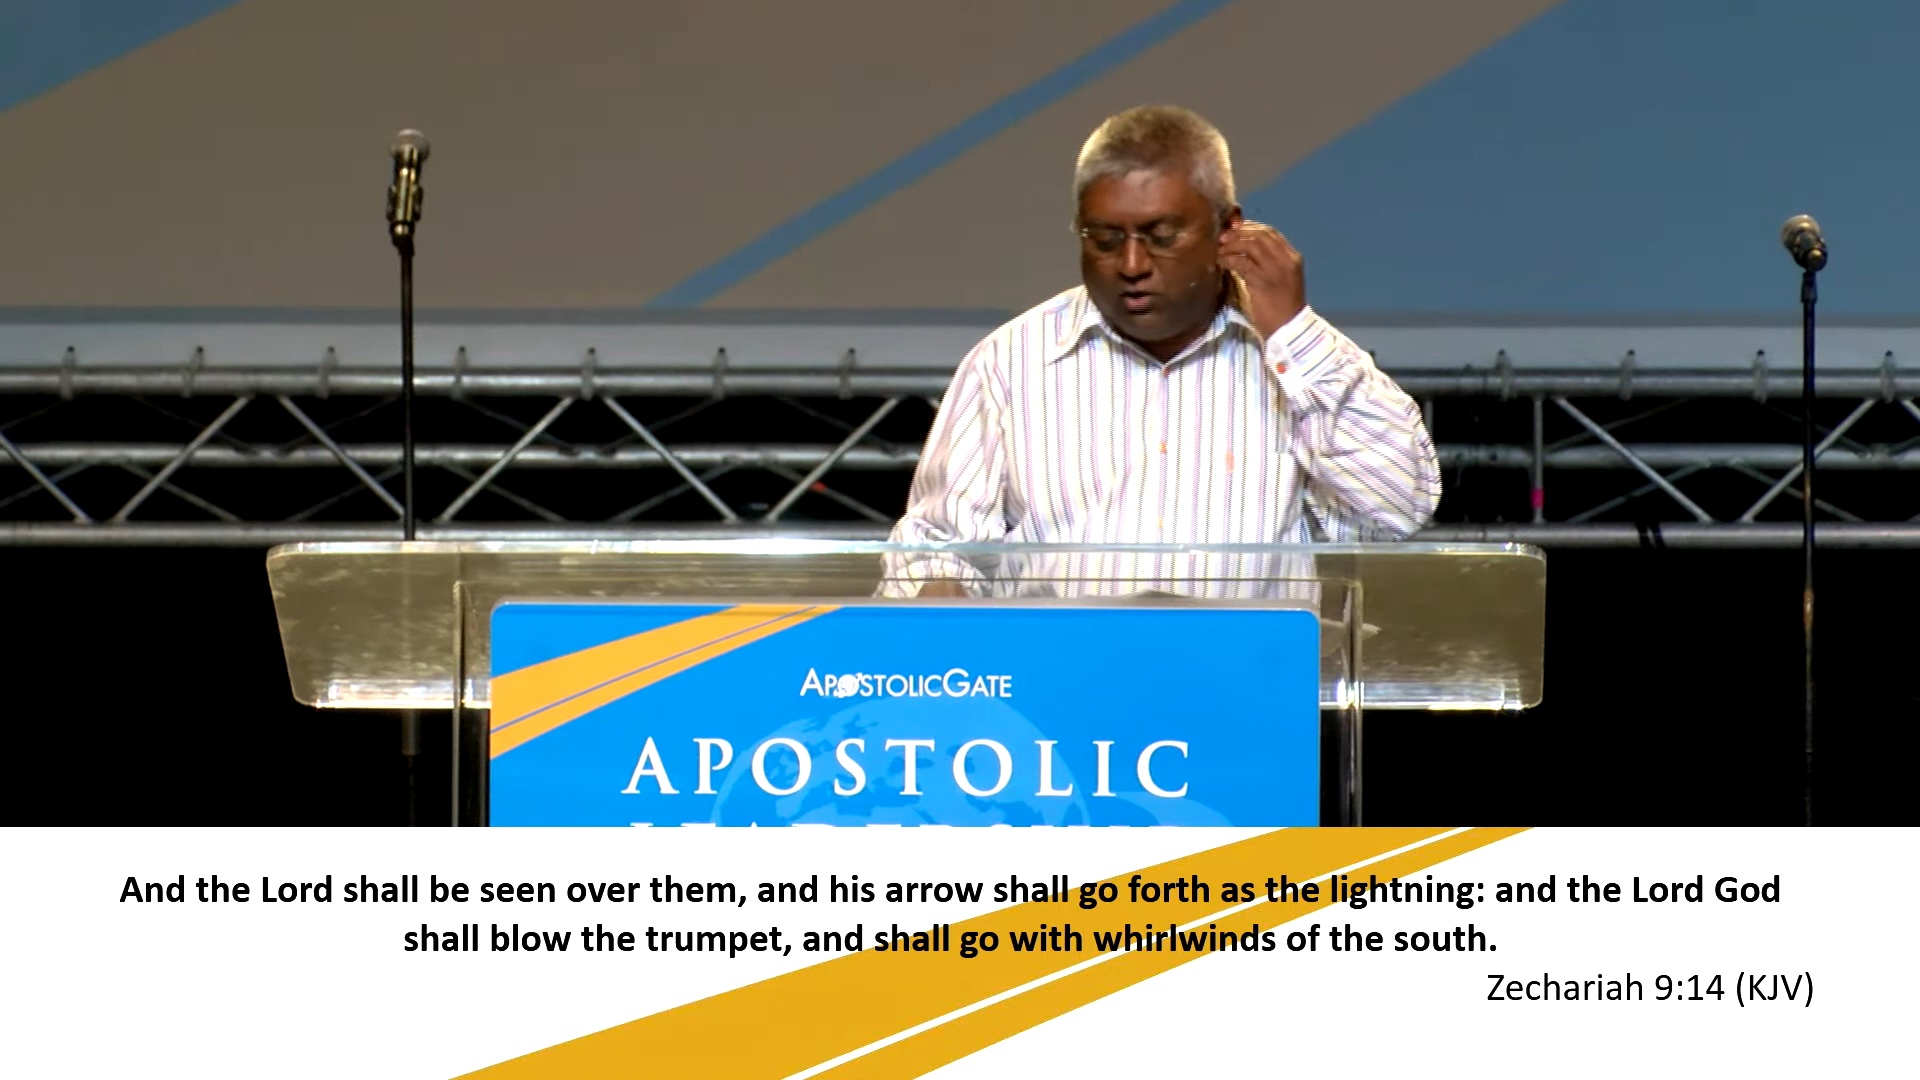 APOSTOLICGATE
APOSTOLIC
LEADERSHIP
And the Lord shall be seen over them, and his arrow shall go forth as the lightning: and the Lord God
shall blow the trumpet, and shall go with whirlwinds of the south.
Zechariah 9:14 (KJV)